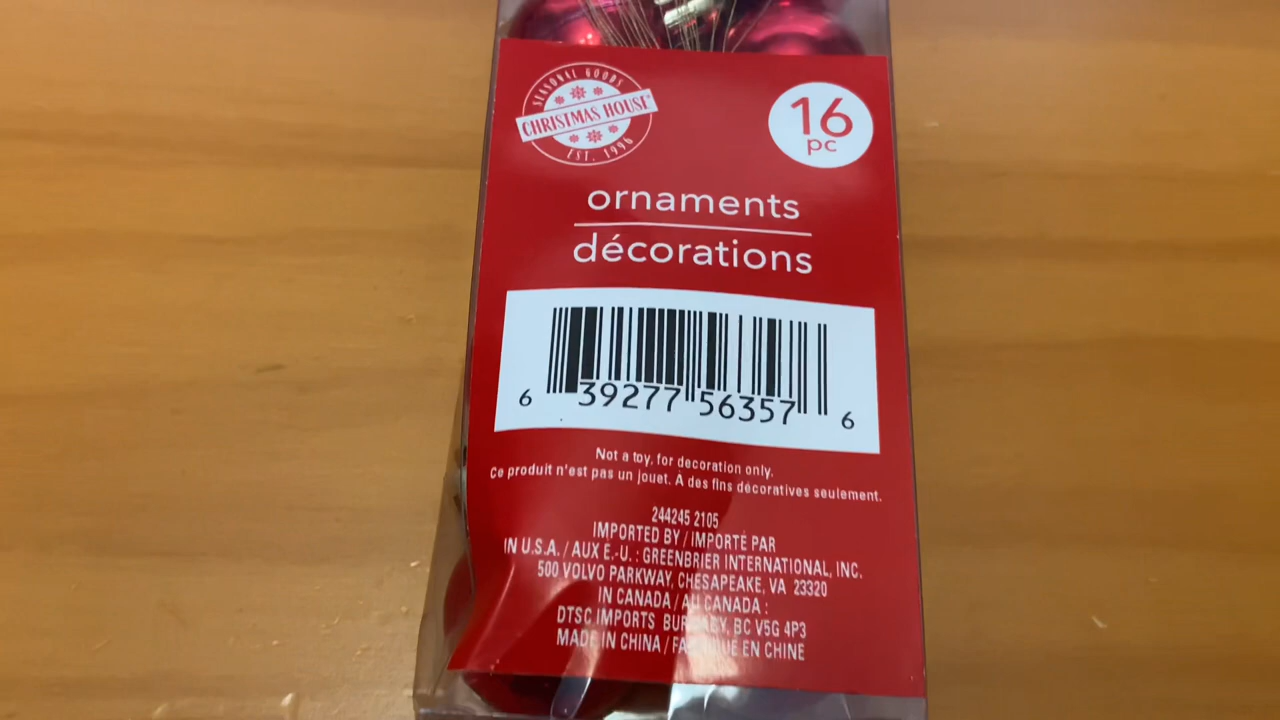 SEASONAL GOODS
CHRISTMAS HOUSE
EST. 1996
16
pc
ornaments
décorations
6 39277 56357 6
Not a toy, for decoration only.
Ce produit n'est pas un jouet. À des fins décoratives seulement.
244245 2105
IMPORTED BY / IMPORTÉ PAR
IN U.S.A. / AUX E.-U. : GREENBRIER INTERNATIONAL, INC.
500 VOLVO PARKWAY, CHESAPEAKE, VA 23320
IN CANADA / AU CANADA :
DTSC IMPORTS BURNABY, BC V5G 4P3
MADE IN CHINA / FABRIQUÉ EN CHINE